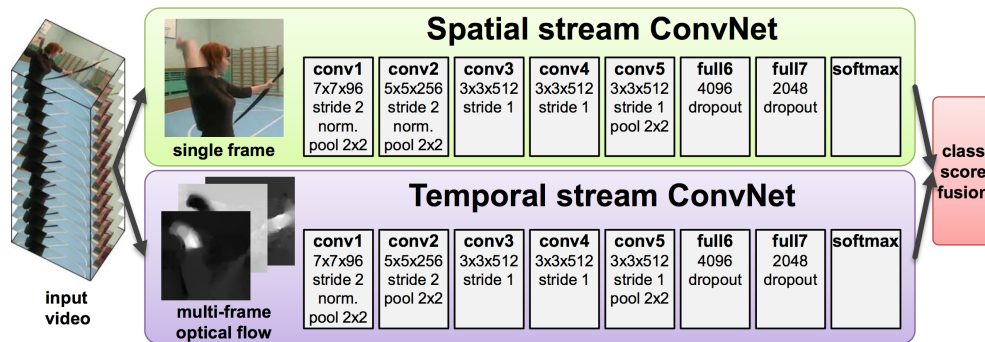 Spatial stream ConvNet
single frame
conv1
7x7x96
stride 2
norm.
pool 2x2
conv2
5x5x256
stride 2
norm.
pool 2x2
conv3
3x3x512
stride 1
conv4
3x3x512
stride 1
conv5
3x3x512
stride 1
pool 2x2
full6
4096
dropout
full7
2048
dropout
softmax
input
video
Temporal stream ConvNet
multi-frame
optical flow
conv1
7x7x96
stride 2
norm.
pool 2x2
conv2
5x5x256
stride 2
pool 2x2
conv3
3x3x512
stride 1
conv4
3x3x512
stride 1
conv5
3x3x512
stride 1
pool 2x2
full6
4096
dropout
full7
2048
dropout
softmax
class
score
fusion